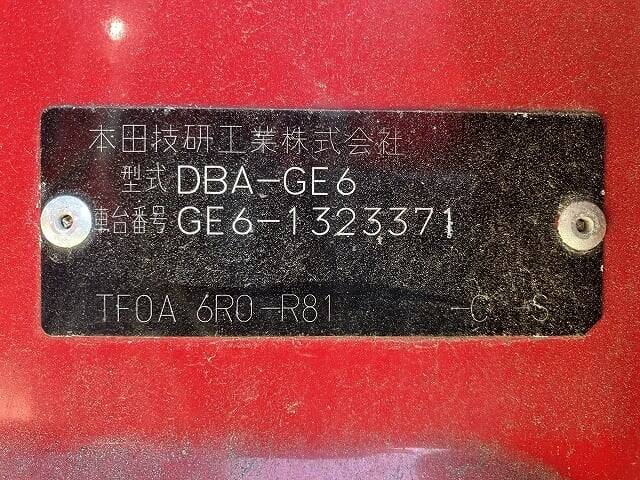 本田技研工業株式会社
型式 DBA-GE6
車台番号 GE6-1323371
TF0A 6R0-R81 -C S